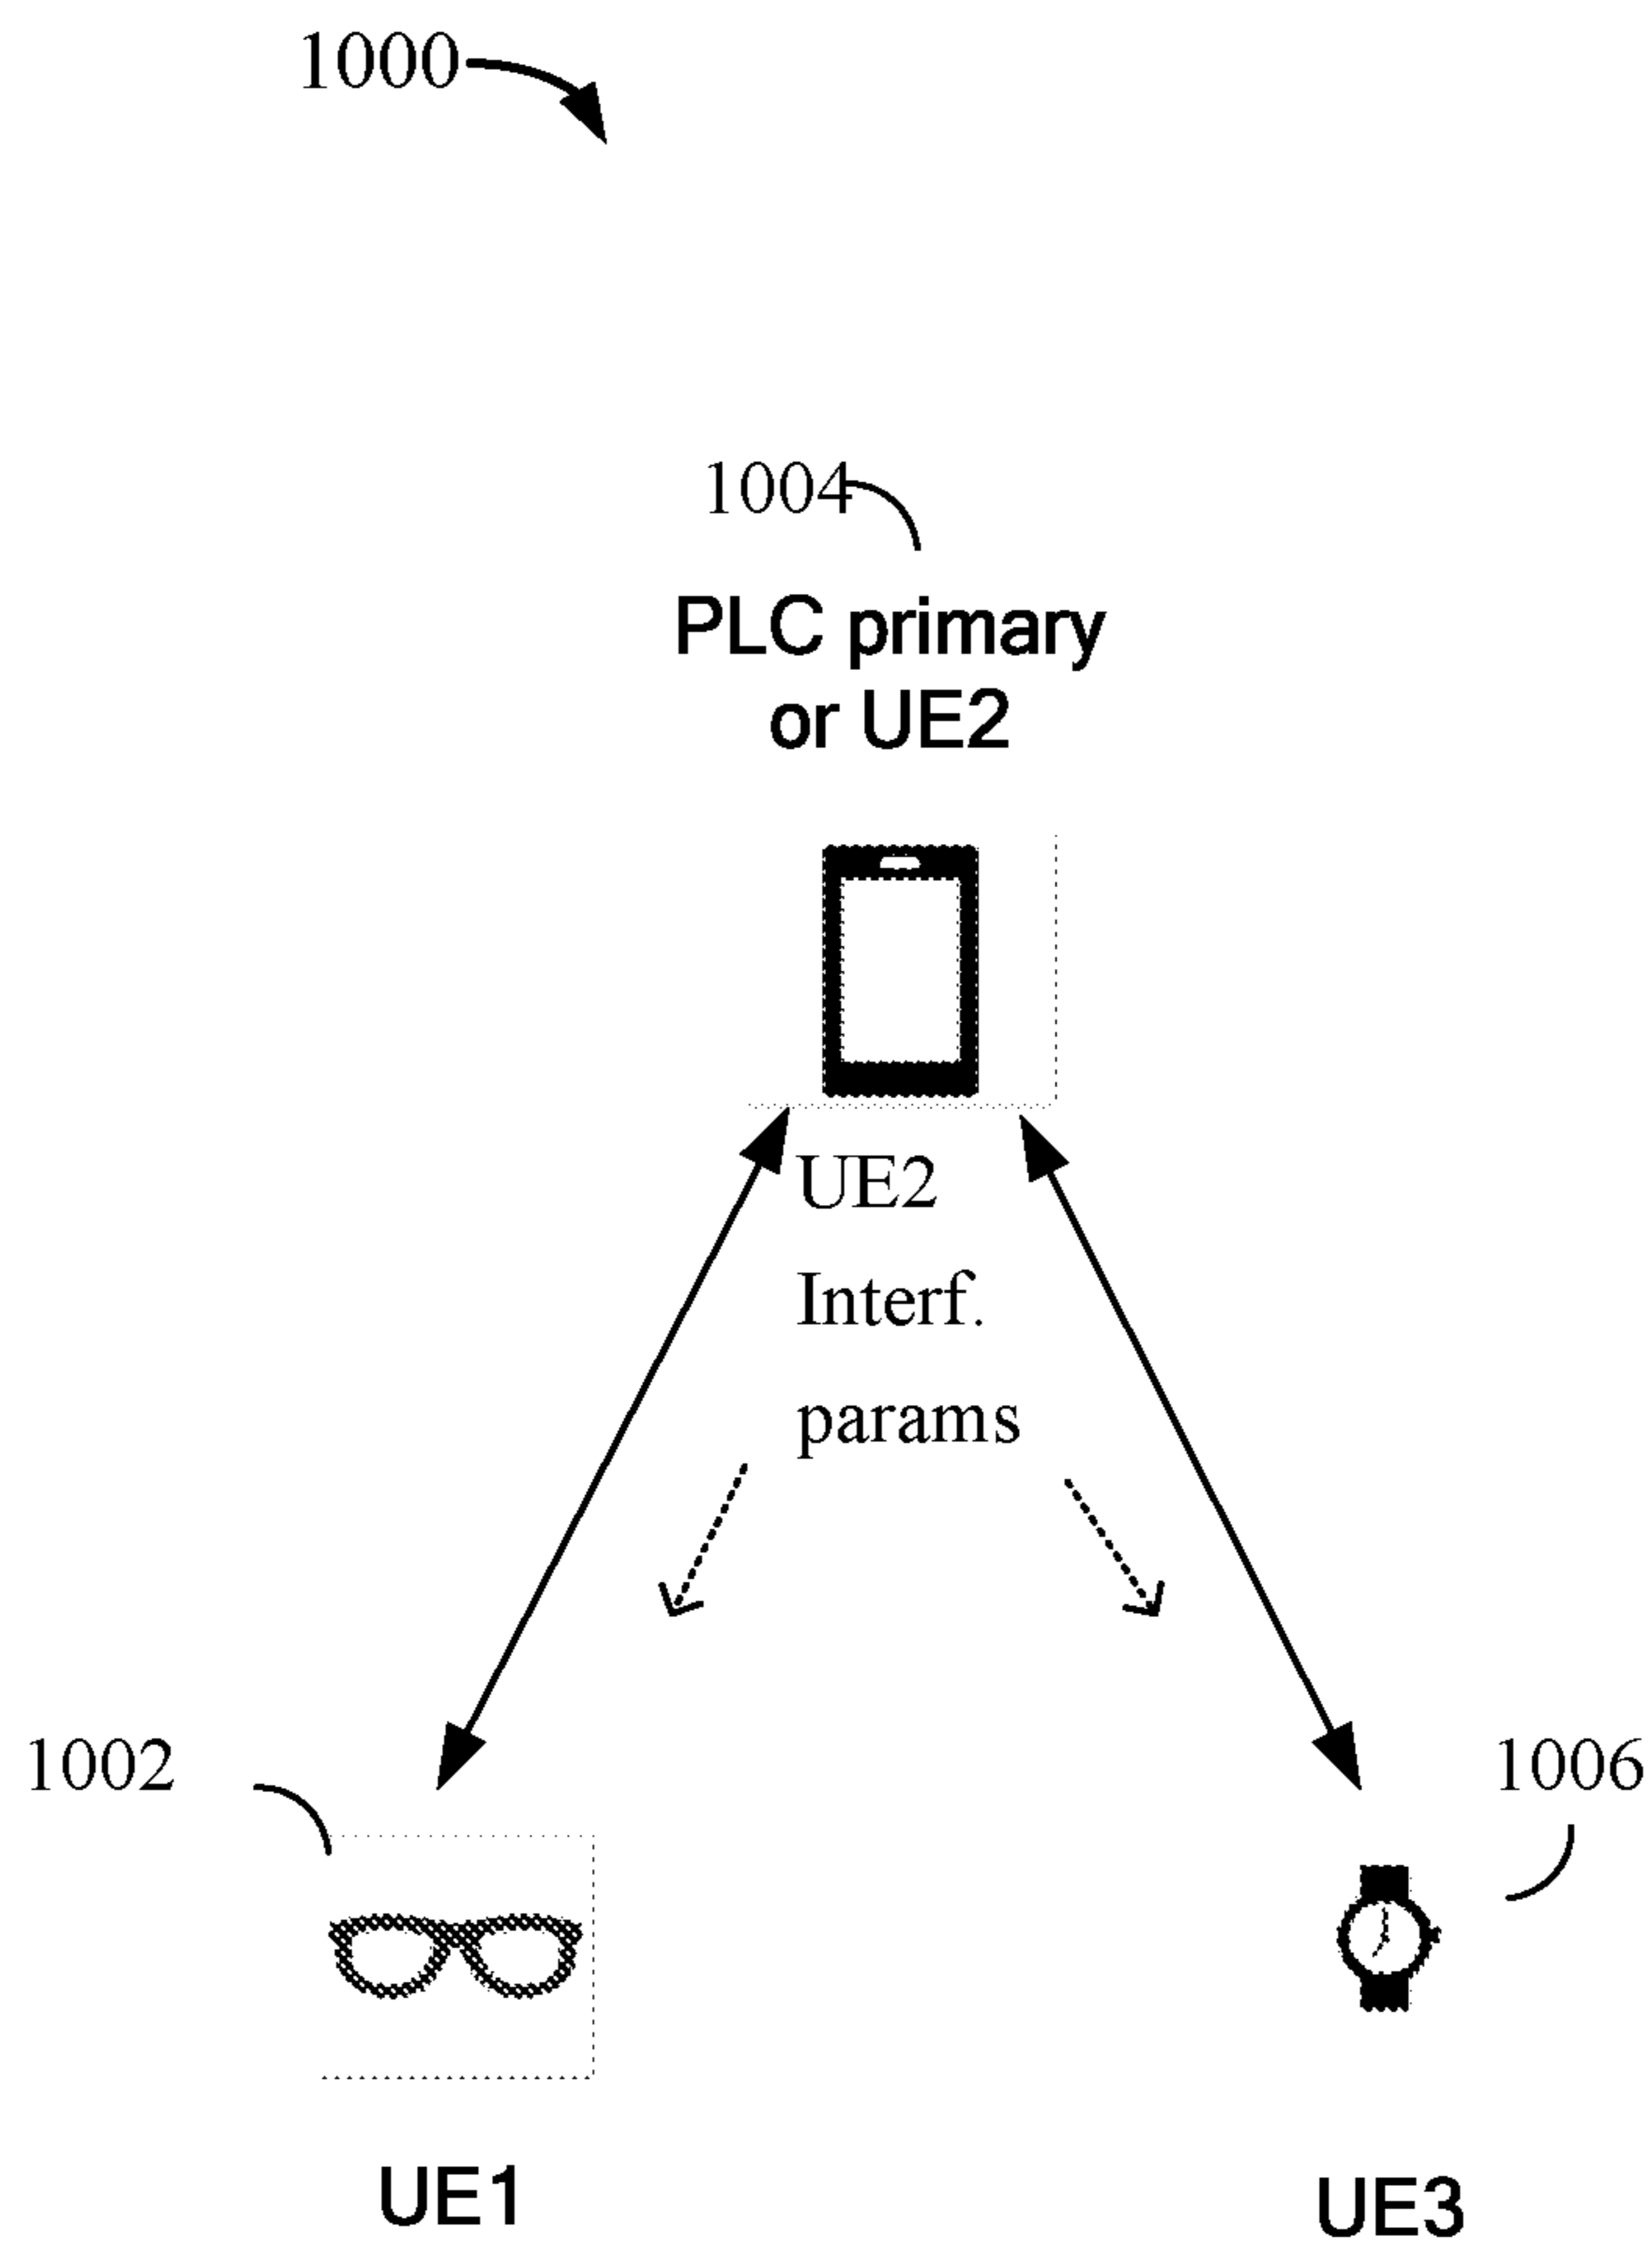 1000
1004
PLC primary
or UE2
UE2
Interf.
params
1002
1006
UE1
UE3